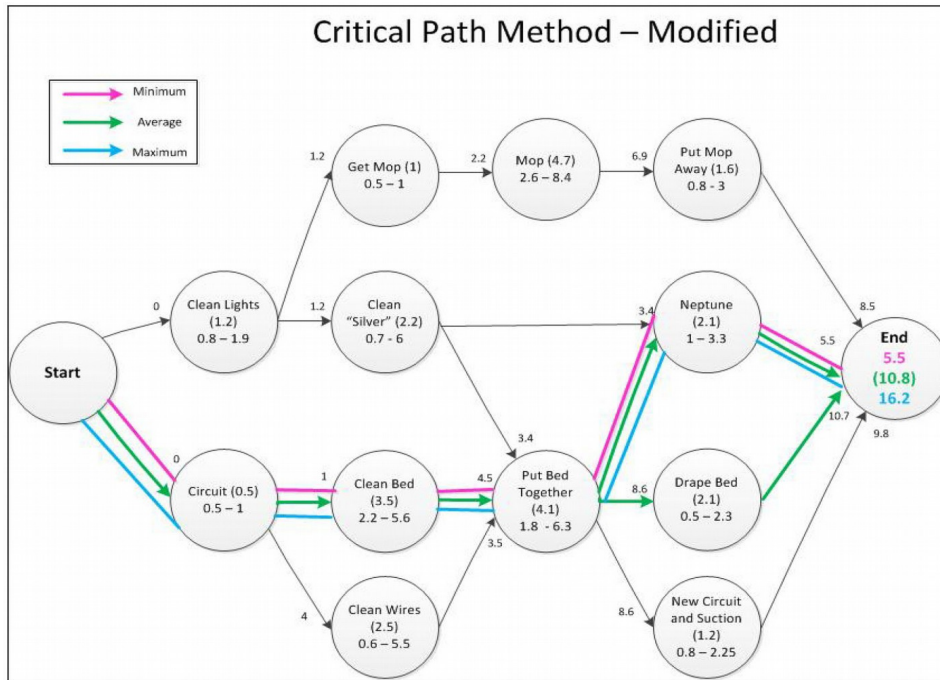 Critical Path Method – Modified
Minimum
Average
Maximum
1.2
Get Mop (1)
0.5 – 1
2.2
Mop (4.7)
2.6 – 8.4
6.9
Put Mop
Away (1.6)
0.8 - 3
0
Clean Lights
(1.2)
0.8 – 1.9
1.2
Clean
“Silver” (2.2)
0.7 - 6
3.4
Neptune
(2.1)
1 – 3.3
5.5
8.5
Start
End
5.5
(10.8)
16.2
0
Circuit (0.5)
0.5 – 1
1
Clean Bed
(3.5)
2.2 – 5.6
4.5
3.4
Put Bed
Together
(4.1)
1.8 - 6.3
8.6
Drape Bed
(2.1)
0.5 – 2.3
10.7
9.8
4
Clean Wires
(2.5)
0.6 – 5.5
3.5
8.6
New Circuit
and Suction
(1.2)
0.8 – 2.25